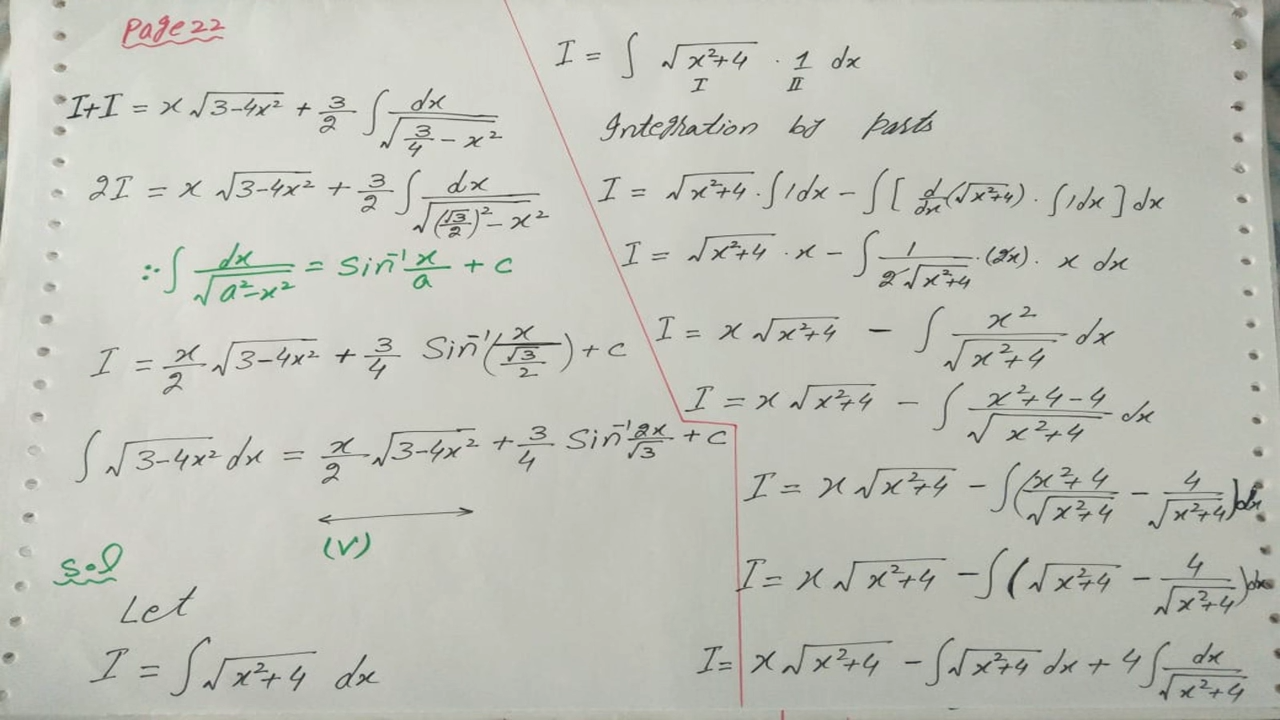 Page 22
I+I = x √(3-4x²) + 3/2 ∫ dx/√(3/4 - x²)
2I = x √(3-4x²) + 3/2 ∫ dx/√((√3/2)² - x²)
∵ ∫ dx/√(a²-x²) = Sin⁻¹ x/a + c
I = x/2 √(3-4x²) + 3/4 Sin⁻¹(x/(√3/2)) + c
∫ √(3-4x²) dx = x/2 √(3-4x²) + 3/4 Sin⁻¹ 2x/√3 + c
(V)
Sol
Let
I = ∫ √(x²+4) dx
I = ∫ √(x²+4) · 1 dx
I II
Integration by parts
I = √(x²+4) · ∫ 1 dx - ∫ [ d/dx (√(x²+4)) · ∫ 1 dx ] dx
I = √(x²+4) · x - ∫ 1/(2√(x²+4)) · (2x) · x dx
I = x √(x²+4) - ∫ x²/√(x²+4) dx
I = x √(x²+4) - ∫ (x²+4-4)/√(x²+4) dx
I = x √(x²+4) - ∫ ((x²+4)/√(x²+4) - 4/√(x²+4)) dx
I = x √(x²+4) - ∫ (√(x²+4) - 4/√(x²+4)) dx
I = x √(x²+4) - ∫ √(x²+4) dx + 4 ∫ dx/√(x²+4)